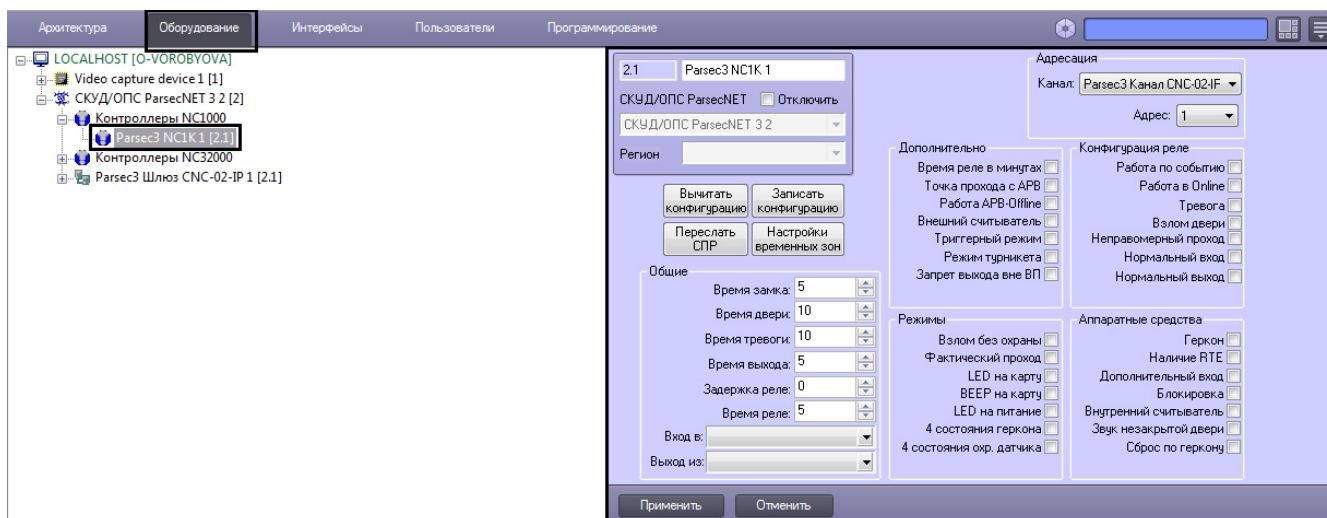 Архитектура Оборудование Интерфейсы Пользователи Программирование
LOCALHOST [O-VOROBYOVA]
Video capture device 1 [1]
СКУД/ОПС ParsecNET 3 2 [2]
Контроллеры NC1000
Parsec3 NC1K 1 [2.1]
Контроллеры NC32000
Parsec3 Шлюз CNC-02-IP 1 [2.1]
2.1 Parsec3 NC1K 1
СКУД/ОПС ParsecNET Отключить
СКУД/ОПС ParsecNET 3 2
Регион
Вычитать конфигурацию
Записать конфигурацию
Переслать СПР
Настройки временных зон
Общие
Время замка: 5
Время двери: 10
Время тревоги: 10
Время выхода: 5
Задержка реле: 0
Время реле: 5
Вход в:
Выход из:
Адресация
Канал: Parsec3 Канал CNC-02-IF
Адрес: 1
Дополнительно
Время реле в минутах
Точка прохода с APB
Работа APB-Offline
Внешний считыватель
Триггерный режим
Режим турникета
Запрет выхода вне ВП
Конфигурация реле
Работа по событию
Работа в Online
Тревога
Взлом двери
Неправомерный проход
Нормальный вход
Нормальный выход
Режимы
Взлом без охраны
Фактический проход
LED на карту
BEEP на карту
LED на питание
4 состояния геркона
4 состояния охр. датчика
Аппаратные средства
Геркон
Наличие RTE
Дополнительный вход
Блокировка
Внутренний считыватель
Звук незакрытой двери
Сброс по геркону
Применить Отменить